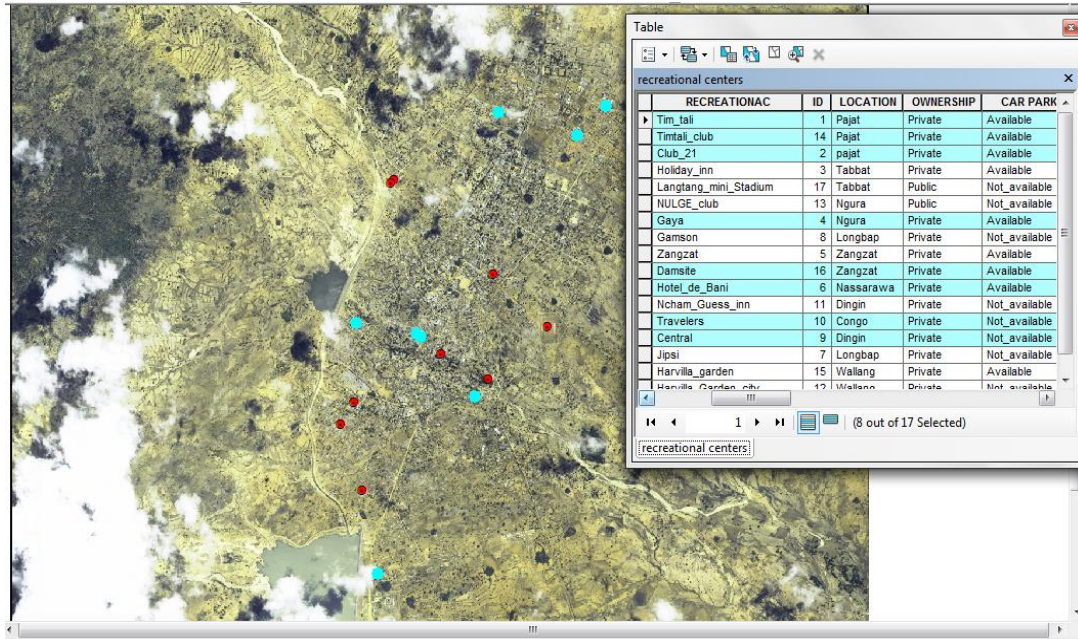 Table
recreational centers
RECREATIONAC ID LOCATION OWNERSHIP CAR PARK
Tim_tali 1 Pajat Private Available
Timtali_club 14 Pajat Private Available
Club_21 2 pajat Private Available
Holiday_inn 3 Tabbat Private Available
Langtang_mini_Stadium 17 Tabbat Public Not_available
NULGE_club 13 Ngura Public Not_available
Gaya 4 Ngura Private Available
Gamson 8 Longbap Private Not_available
Zangzat 5 Zangzat Private Available
Damsite 16 Zangzat Private Available
Hotel_de_Bani 6 Nassarawa Private Available
Ncham_Guess_inn 11 Dingin Private Not_available
Travelers 10 Congo Private Not_available
Central 9 Dingin Private Not_available
Jipsi 7 Longbap Private Not_available
Harvilla_garden 15 Wallang Private Available
Harvilla_Garden_city 12 Wallang Private Not_available
1 (8 out of 17 Selected)
recreational centers